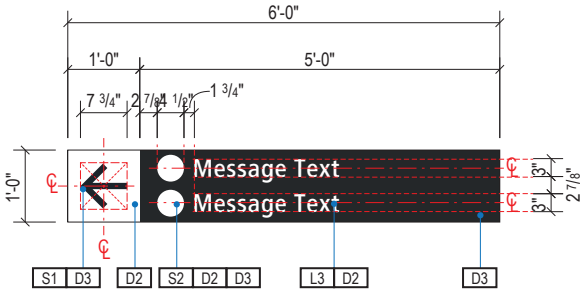 6'-0"
1'-0" 5'-0"
7 3/4" 2 7/8" 4 1/2" 1 3/4"
1'-0"
℄ Message Text ℄ 3"
Message Text ℄ 3" 2 7/8"
℄
S1 D3 D2 S2 D2 D3 L3 D2 D3